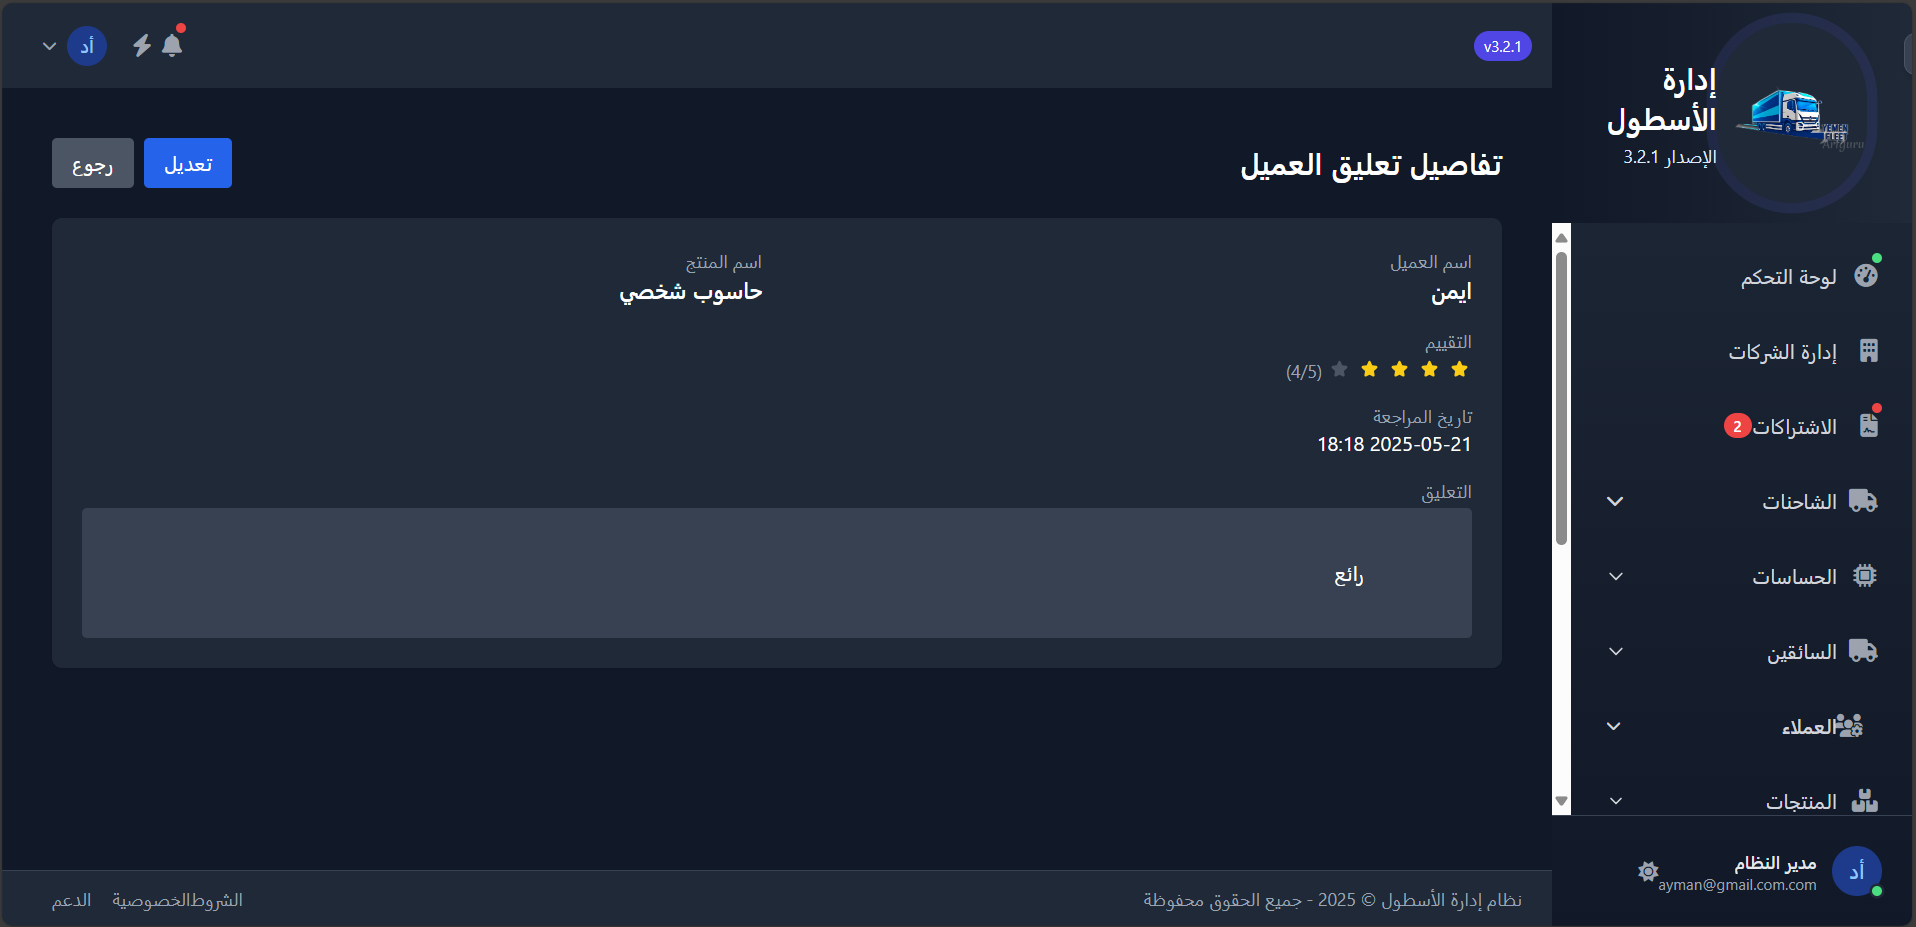 إدارة
الأسطول
الإصدار 3.2.1
YEMEN
FLEET
Artguru
لوحة التحكم
إدارة الشركات
الاشتراكات 2
الشاحنات
الحساسات
السائقين
العملاء
المنتجات
أد
مدير النظام
ayman@gmail.com.com
v3.2.1
أد
تفاصيل تعليق العميل
تعديل
رجوع
اسم العميل
ايمن
اسم المنتج
حاسوب شخصي
التقييم
(4/5)
تاريخ المراجعة
18:18 2025-05-21
التعليق
رائع
نظام إدارة الأسطول © 2025 - جميع الحقوق محفوظة
الشروطالخصوصية
الدعم